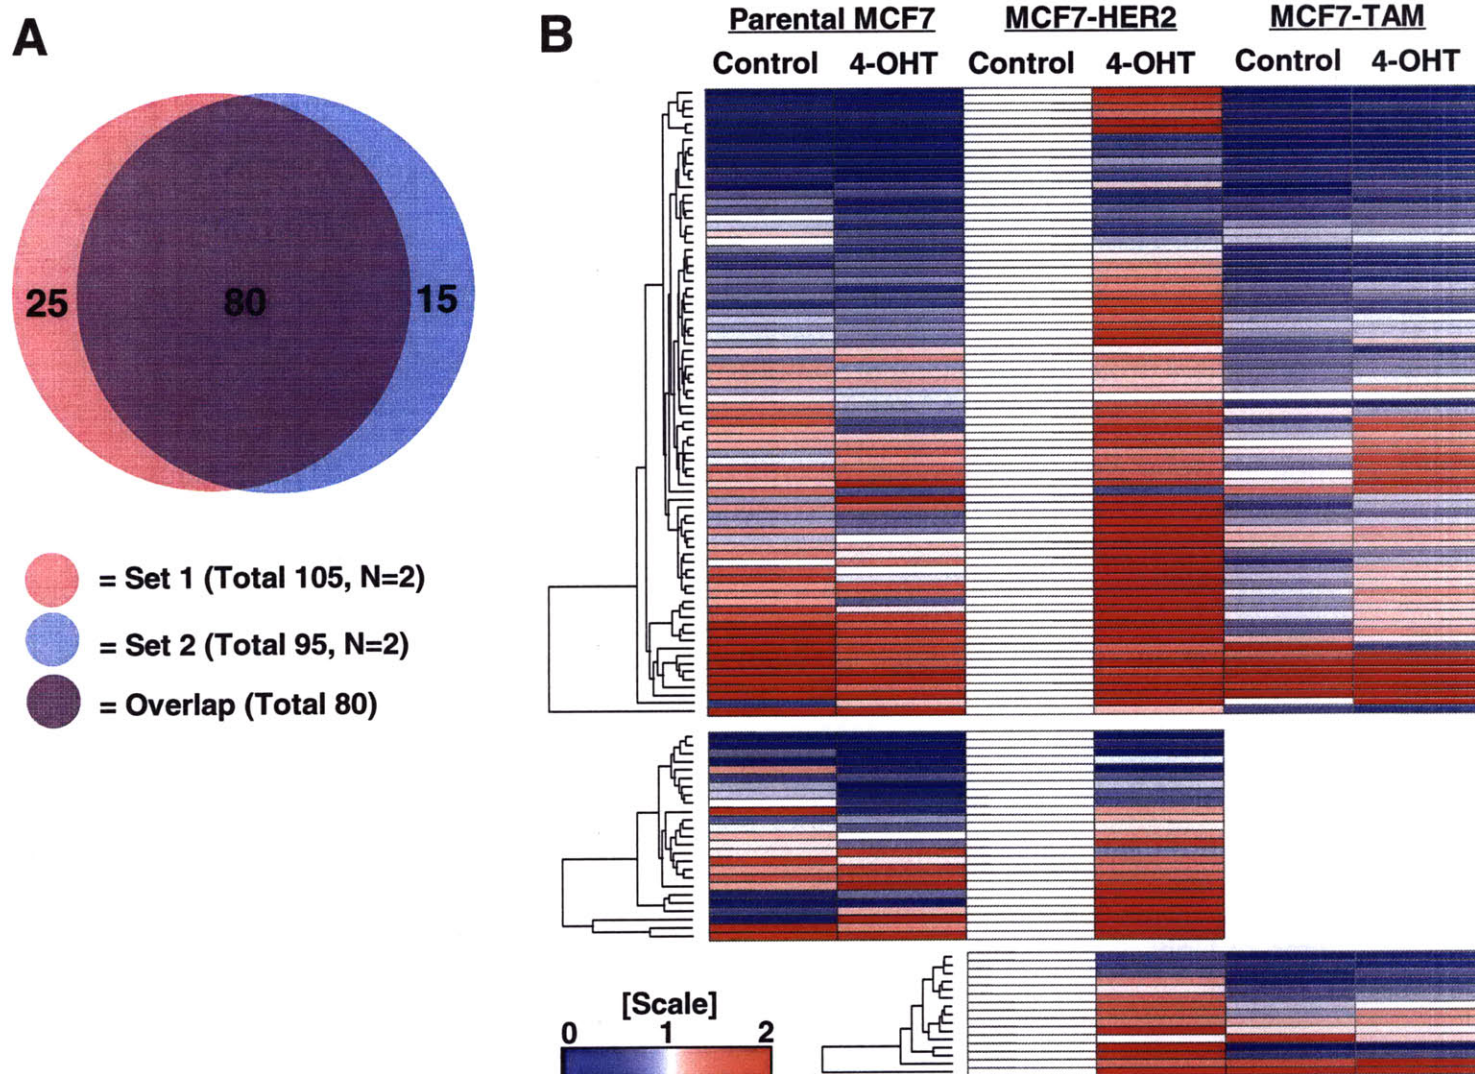 A
25
80
15
= Set 1 (Total 105, N=2)
= Set 2 (Total 95, N=2)
= Overlap (Total 80)
B
Parental MCF7 MCF7-HER2 MCF7-TAM
Control 4-OHT Control 4-OHT Control 4-OHT
[Scale]
0 1 2